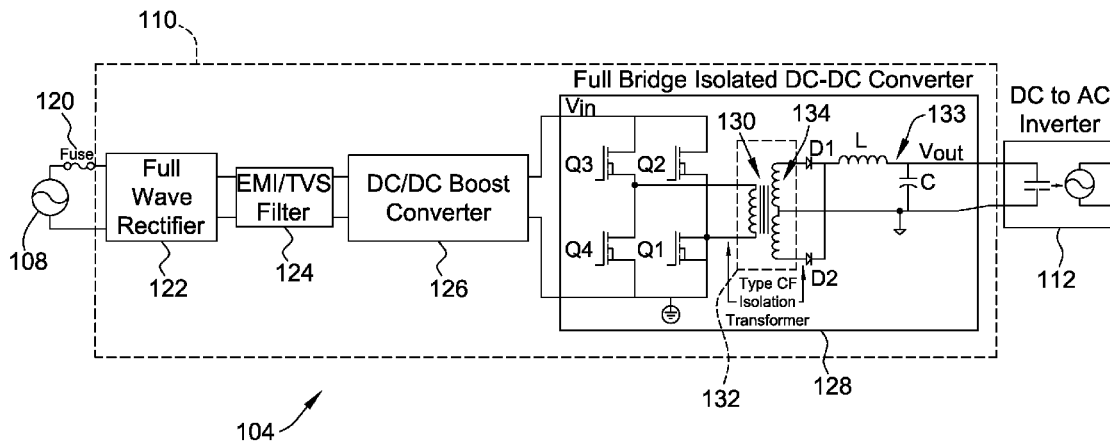 110
120
Fuse
108
Full
Wave
Rectifier
122
EMI/TVS
Filter
124
DC/DC Boost
Converter
126
Full Bridge Isolated DC-DC Converter
Vin
Q3
Q2
Q4
Q1
130
134
D1
D2
Type CF
Isolation
Transformer
132
L
133
Vout
C
128
DC to AC
Inverter
112
104